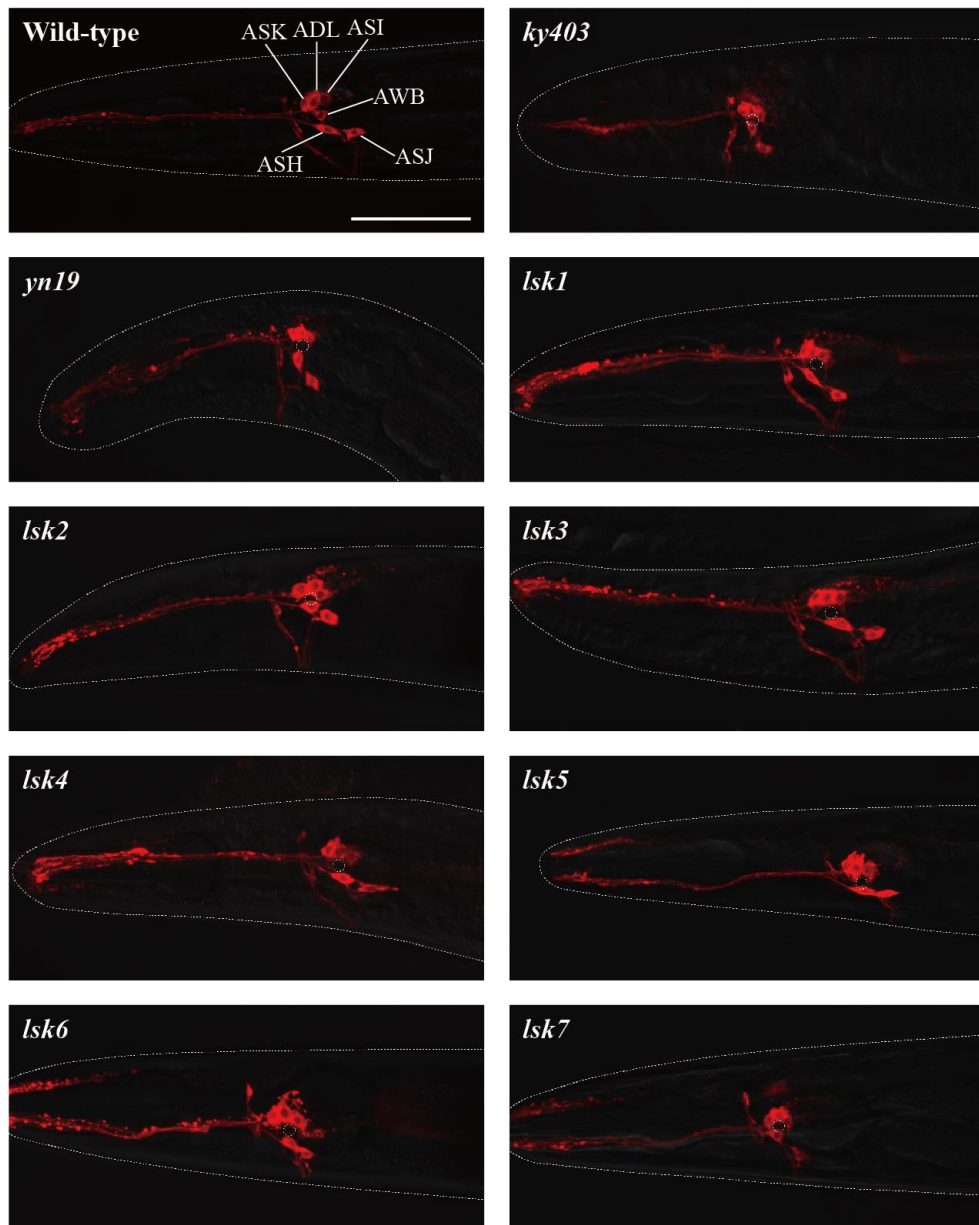 Wild-type
ASK ADL ASI
AWB
ASH
ASJ
ky403
yn19
lsk1
lsk2
lsk3
lsk4
lsk5
lsk6
lsk7